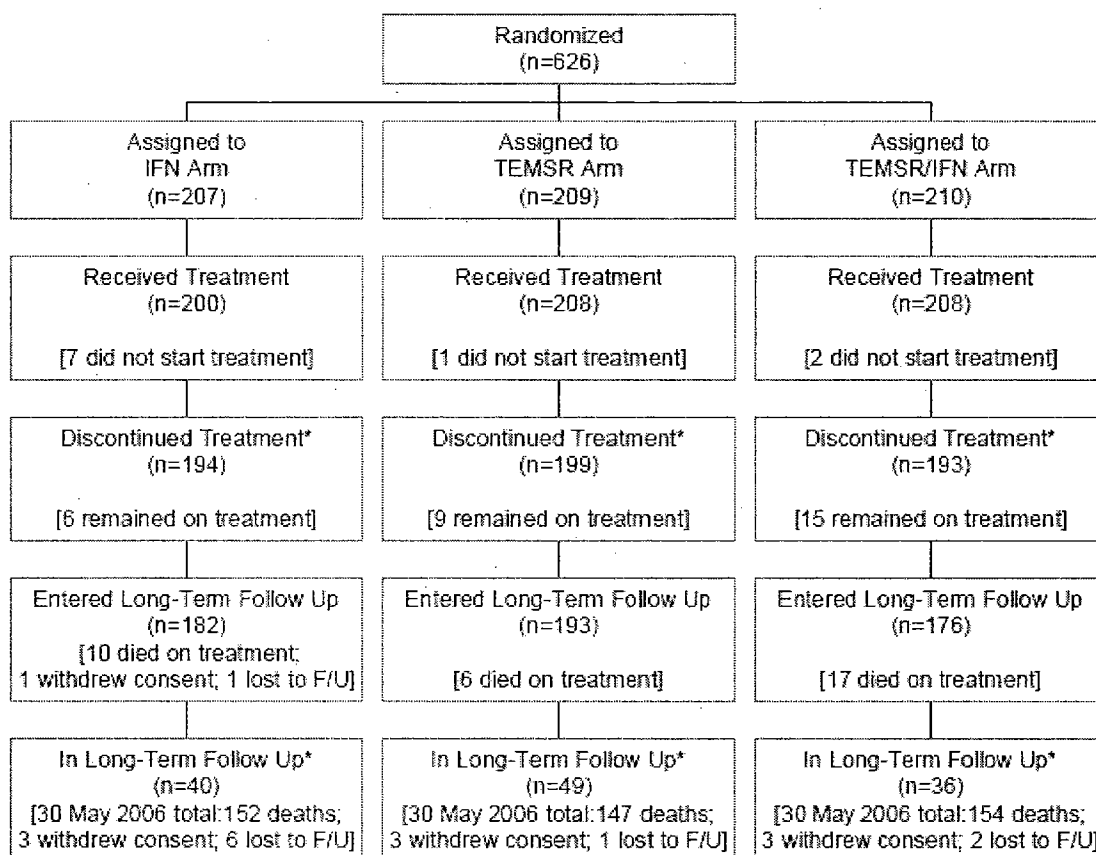 Randomized
(n=626)
Assigned to
IFN Arm
(n=207)
Assigned to
TEMSR Arm
(n=209)
Assigned to
TEMSR/IFN Arm
(n=210)
Received Treatment
(n=200)
[7 did not start treatment]
Received Treatment
(n=208)
[1 did not start treatment]
Received Treatment
(n=208)
[2 did not start treatment]
Discontinued Treatment*
(n=194)
[6 remained on treatment]
Discontinued Treatment*
(n=199)
[9 remained on treatment]
Discontinued Treatment*
(n=193)
[15 remained on treatment]
Entered Long-Term Follow Up
(n=182)
[10 died on treatment;
1 withdrew consent; 1 lost to F/U]
Entered Long-Term Follow Up
(n=193)
[6 died on treatment]
Entered Long-Term Follow Up
(n=176)
[17 died on treatment]
In Long-Term Follow Up*
(n=40)
[30 May 2006 total:152 deaths;
3 withdrew consent; 6 lost to F/U]
In Long-Term Follow Up*
(n=49)
[30 May 2006 total:147 deaths;
3 withdrew consent; 1 lost to F/U]
In Long-Term Follow Up*
(n=36)
[30 May 2006 total:154 deaths;
3 withdrew consent; 2 lost to F/U]